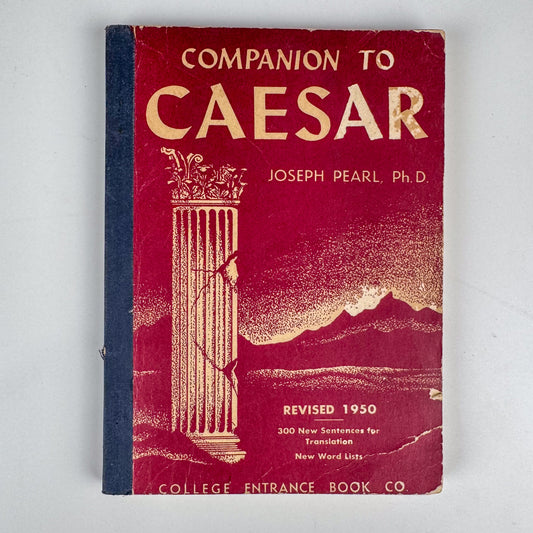 COMPANION TO
CAESAR
JOSEPH PEARL, Ph.D.
REVISED 1950
300 New Sentences for
Translation
New Word Lists
COLLEGE ENTRANCE BOOK CO